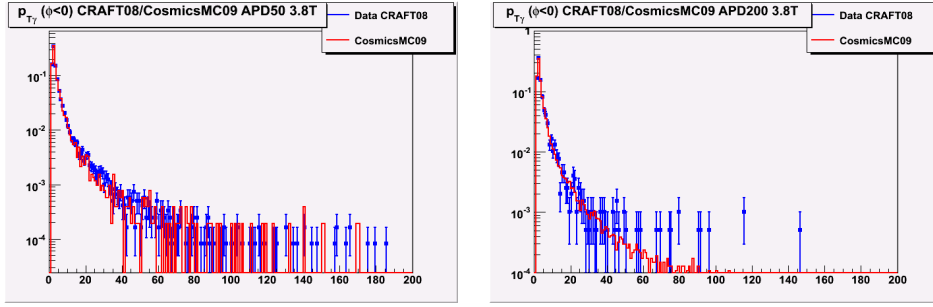 p_Tγ (ϕ<0) CRAFT08/CosmicsMC09 APD50 3.8T
Data CRAFT08
CosmicsMC09
10^-1
10^-2
10^-3
10^-4
0 20 40 60 80 100 120 140 160 180 200
p_Tγ (ϕ<0) CRAFT08/CosmicsMC09 APD200 3.8T
Data CRAFT08
CosmicsMC09
1
10^-1
10^-2
10^-3
10^-4
0 20 40 60 80 100 120 140 160 180 200